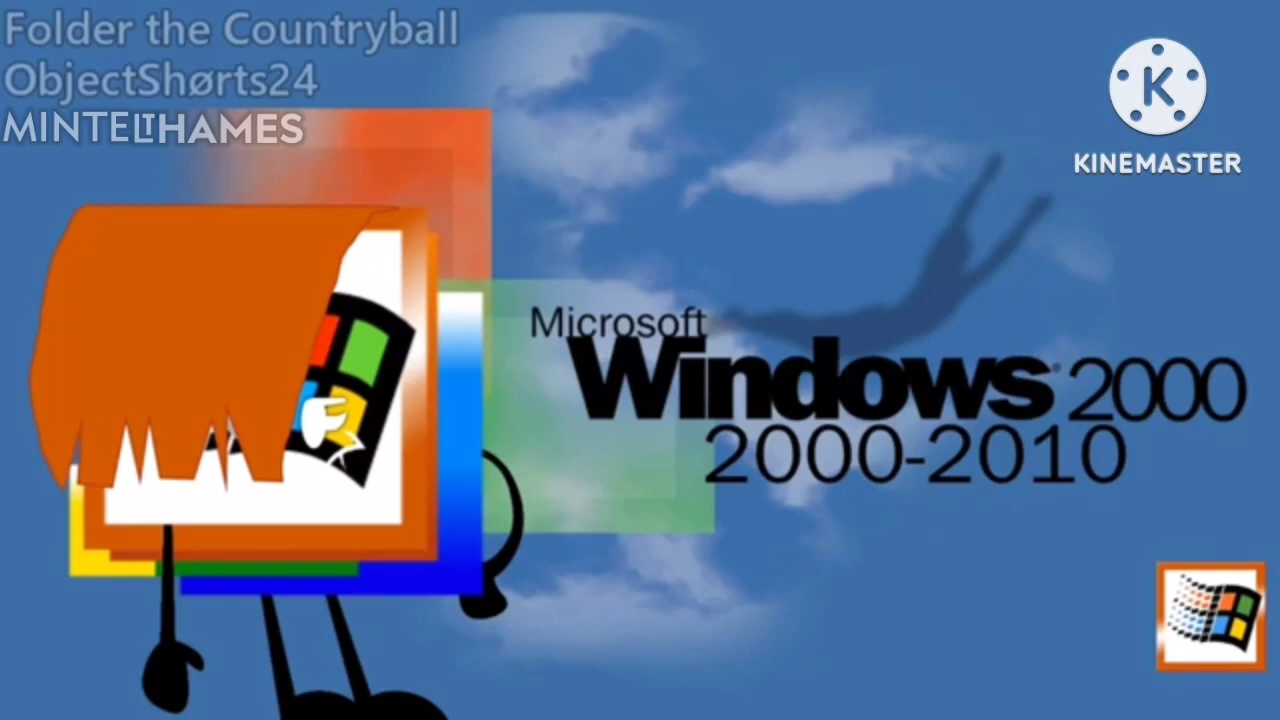 Folder the Countryball
ObjectShørts24
MINTELTHAMES
K
KINEMASTER
Microsoft
Windows® 2000
2000-2010